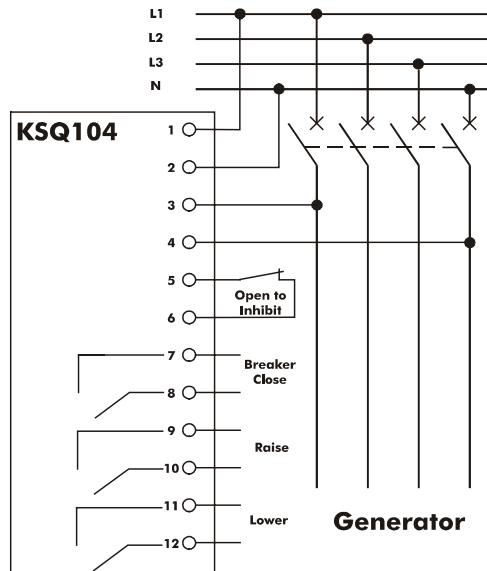 L1
L2
L3
N
KSQ104
1
2
3
4
5
Open to
Inhibit
6
7
Breaker
Close
8
9
Raise
10
11
Lower
Generator
12